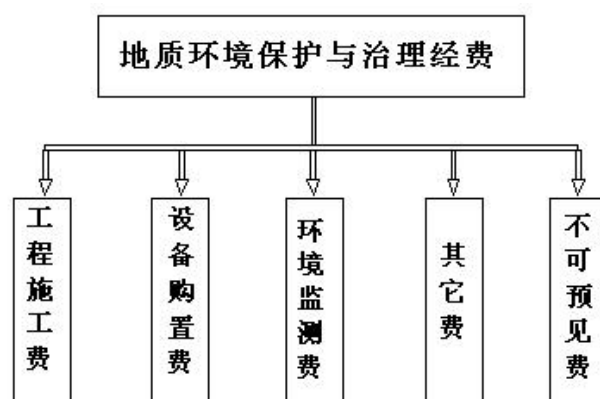 地质环境保护与治理经费
工程施工费
设备购置费
环境监测费
其它费
不可预见费